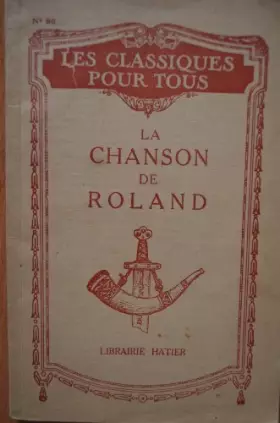 LES CLASSIQUES
POUR TOUS
LA
CHANSON
DE
ROLAND
LIBRAIRIE HATIER